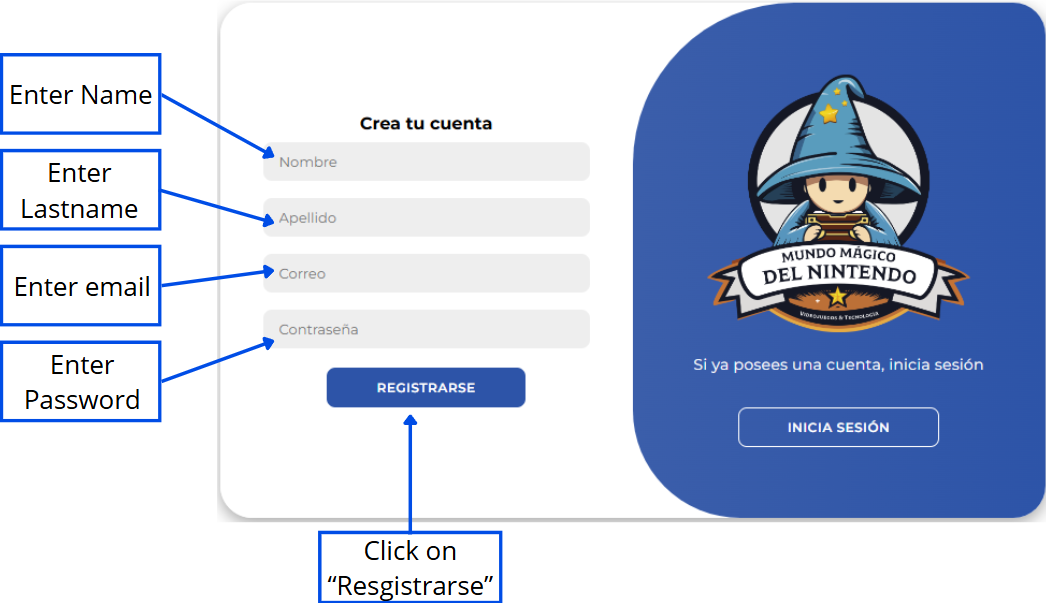 Enter Name
Enter
Lastname
Enter email
Enter
Password
Crea tu cuenta
Nombre
Apellido
Correo
Contraseña
REGISTRARSE
Click on
“Resgistrarse”
MUNDO MÁGICO
DEL NINTENDO
VIDEOJUEGOS & TECNOLOGIA
Si ya posees una cuenta, inicia sesión
INICIA SESIÓN